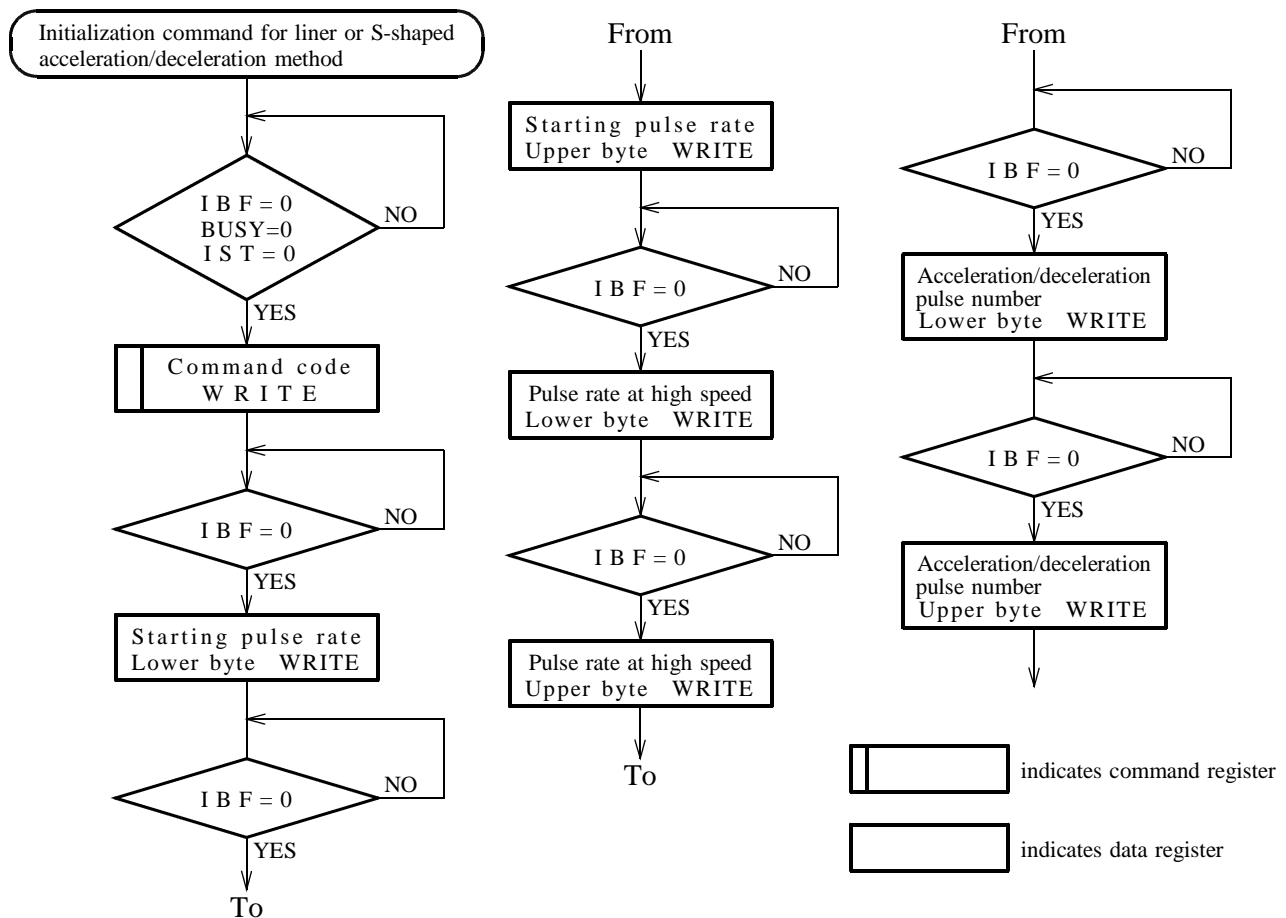 Initialization command for liner or S-shaped
acceleration/deceleration method
I B F = 0
BUSY=0
I S T = 0
NO
YES
Command code
W R I T E
I B F = 0
NO
YES
Starting pulse rate
Lower byte WRITE
I B F = 0
NO
YES
To
From
Starting pulse rate
Upper byte WRITE
I B F = 0
NO
YES
Pulse rate at high speed
Lower byte WRITE
I B F = 0
NO
YES
Pulse rate at high speed
Upper byte WRITE
To
From
I B F = 0
NO
YES
Acceleration/deceleration
pulse number
Lower byte WRITE
I B F = 0
NO
YES
Acceleration/deceleration
pulse number
Upper byte WRITE
indicates command register
indicates data register